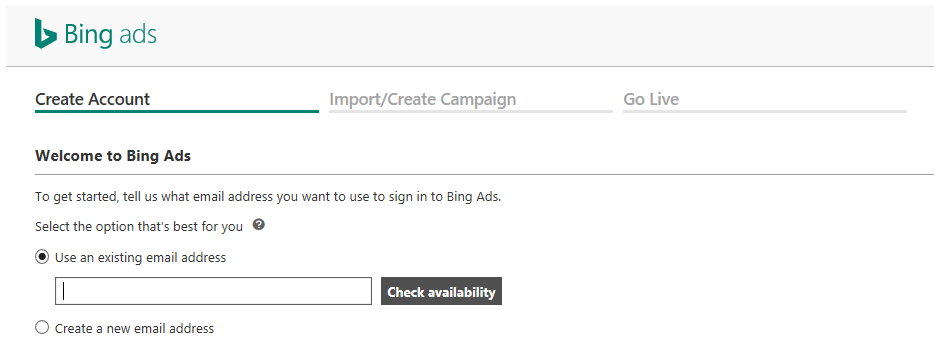 Bing ads
Create Account
Import/Create Campaign
Go Live
Welcome to Bing Ads
To get started, tell us what email address you want to use to sign in to Bing Ads.
Select the option that's best for you ?
Use an existing email address
Check availability
Create a new email address